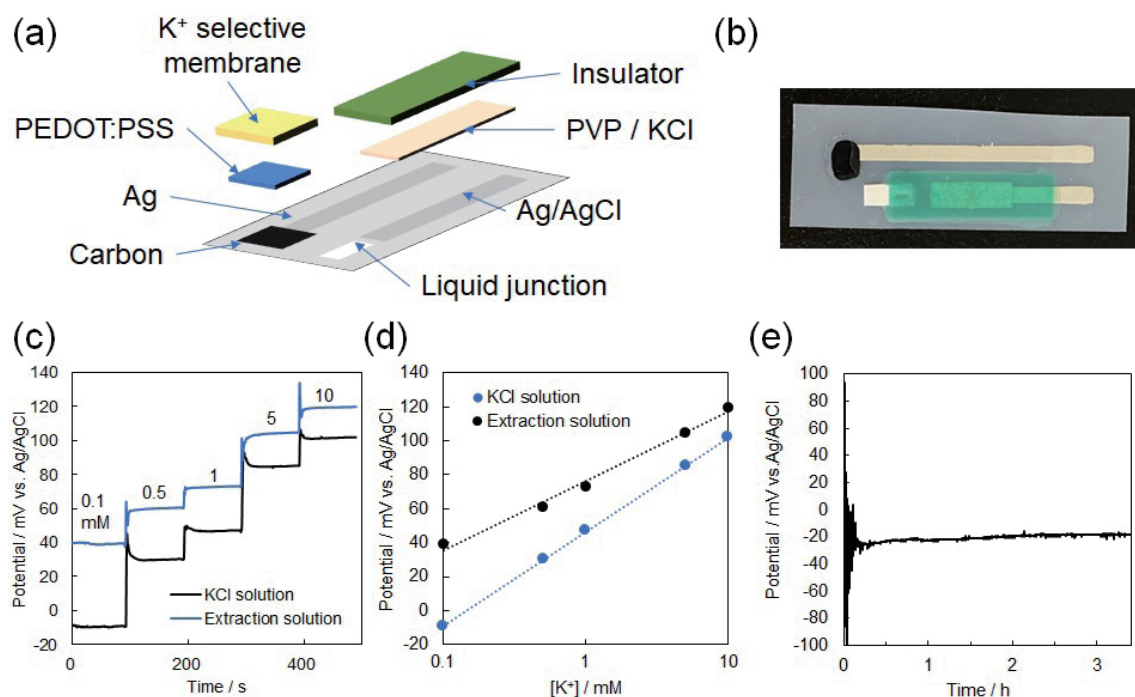 (a)
K⁺ selective
membrane
PEDOT:PSS
Ag
Carbon
Insulator
PVP / KCl
Ag/AgCl
Liquid junction
(b)
(c)
Potential / mV vs. Ag/AgCl
140
120
100
80
60
40
20
0
-20
0.1
mM
0.5
1
5
10
KCl solution
Extraction solution
0
200
400
Time / s
(d)
Potential / mV vs. Ag/AgCl
140
120
100
80
60
40
20
0
-20
KCl solution
Extraction solution
0.1
1
10
[K⁺] / mM
(e)
Potential / mV vs.Ag/AgCl
100
80
60
40
20
0
-20
-40
-60
-80
-100
0
1
2
3
Time / h